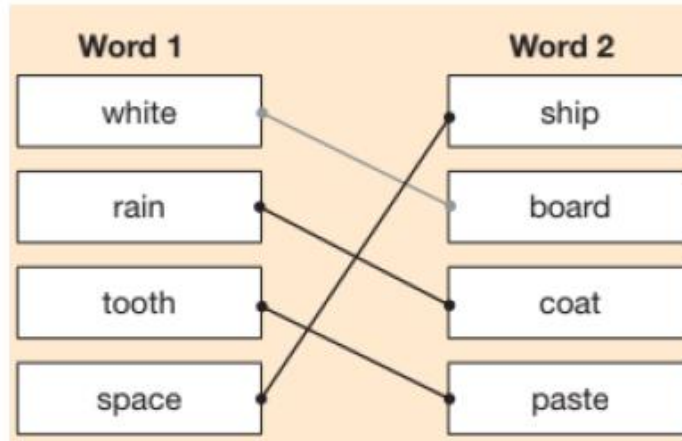 Word 1 Word 2
white ship
rain board
tooth coat
space paste